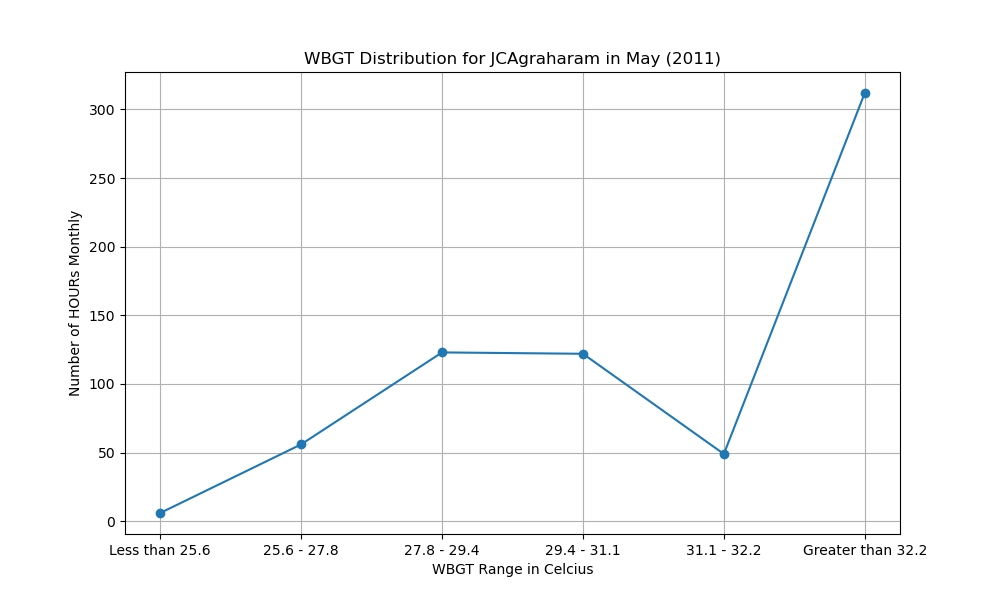 WBGT Distribution for JCAgraharam in May (2011)
Number of HOURs Monthly
300
250
200
150
100
50
0
Less than 25.6
25.6 - 27.8
27.8 - 29.4
29.4 - 31.1
31.1 - 32.2
Greater than 32.2
WBGT Range in Celcius